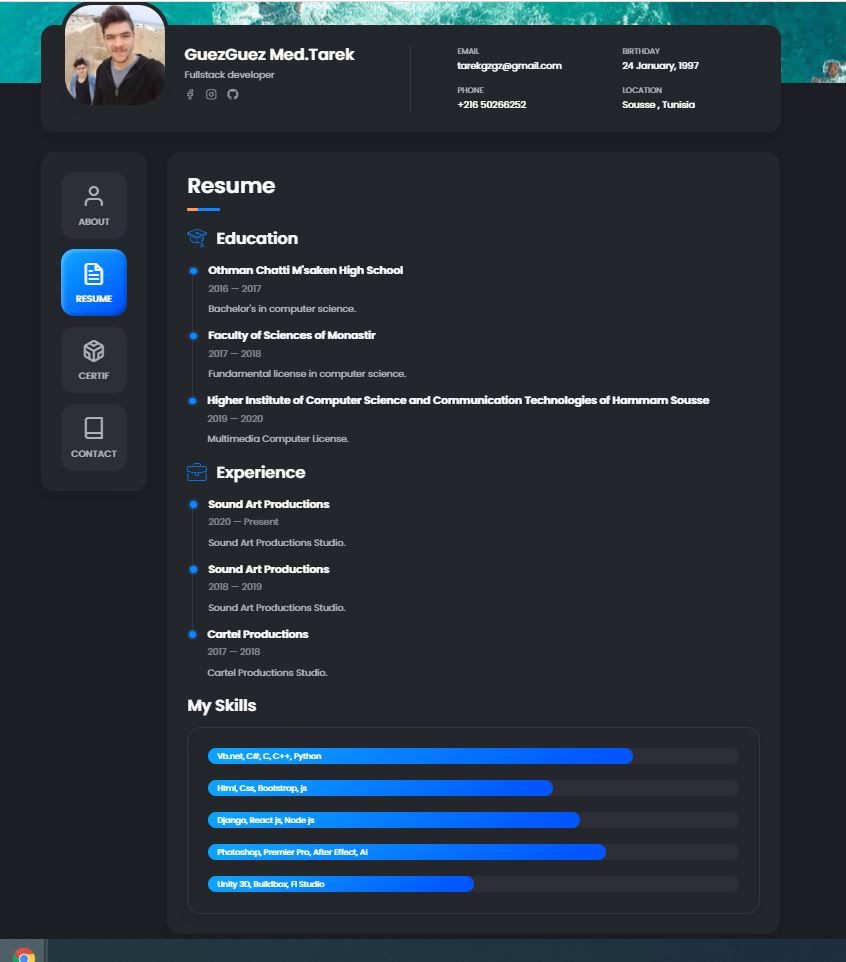 GuezGuez Med.Tarek
Fullstack developer
EMAIL
tarekgzgz@gmail.com
BIRTHDAY
24 January, 1997
PHONE
+216 50266252
LOCATION
Sousse , Tunisia
ABOUT
RESUME
CERTIF
CONTACT
Resume
Education
Othman Chatti M'saken High School
2016 — 2017
Bachelor's in computer science.
Faculty of Sciences of Monastir
2017 — 2018
Fundamental license in computer science.
Higher Institute of Computer Science and Communication Technologies of Hammam Sousse
2019 — 2020
Multimedia Computer License.
Experience
Sound Art Productions
2020 — Present
Sound Art Productions Studio.
Sound Art Productions
2018 — 2019
Sound Art Productions Studio.
Cartel Productions
2017 — 2018
Cartel Productions Studio.
My Skills
Vb.net, C#, C, C++, Python
Html, Css, Bootstrap, js
Django, React js, Node js
Photoshop, Premier Pro, After Effect, Ai
Unity 3D, Buildbox, Fl Studio